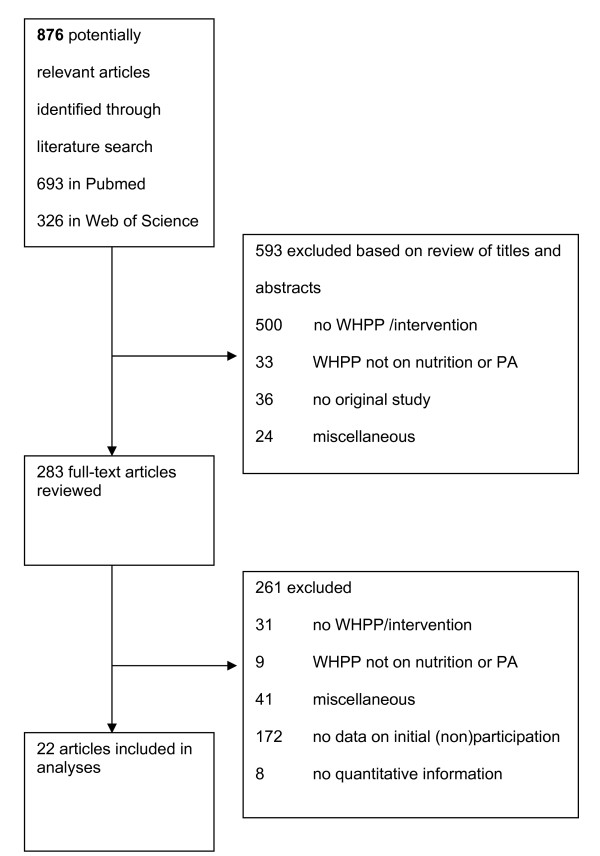 876 potentially
relevant articles
identified through
literature search
693 in Pubmed
326 in Web of Science
593 excluded based on review of titles and
abstracts
500 no WHPP /intervention
33 WHPP not on nutrition or PA
36 no original study
24 miscellaneous
283 full-text articles
reviewed
261 excluded
31 no WHPP/intervention
9 WHPP not on nutrition or PA
41 miscellaneous
172 no data on initial (non)participation
8 no quantitative information
22 articles included in
analyses